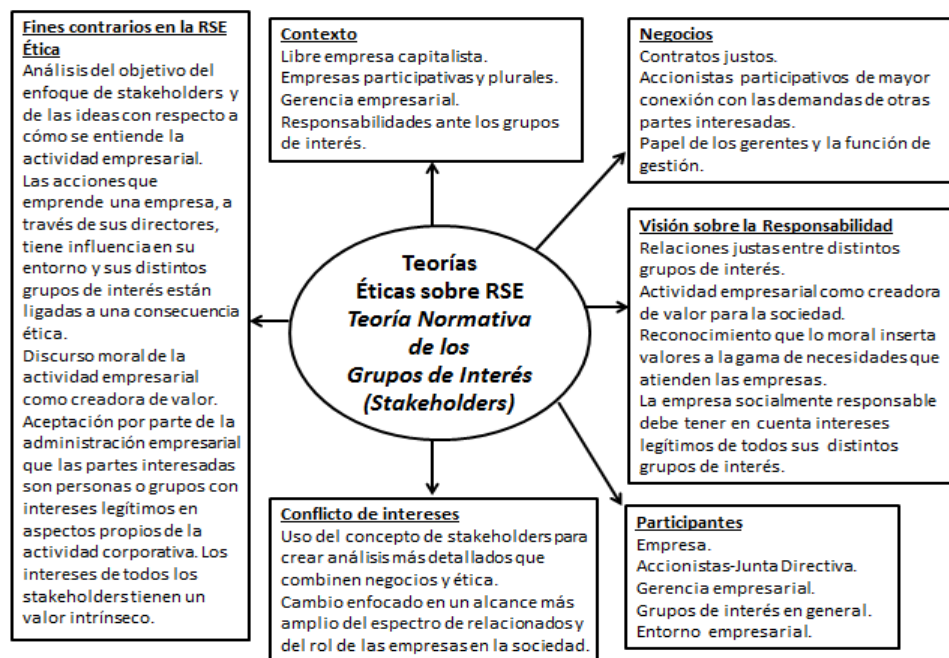 Fines contrarios en la RSE
Ética
Análisis del objetivo del
enfoque de stakeholders y
de las ideas con respecto a
cómo se entiende la
actividad empresarial.
Las acciones que
emprende una empresa, a
través de sus directores,
tiene influencia en su
entorno y sus distintos
grupos de interés están
ligadas a una consecuencia
ética.
Discurso moral de la
actividad empresarial
como creadora de valor.
Aceptación por parte de la
administración empresarial
que las partes interesadas
son personas o grupos con
intereses legítimos en
aspectos propios de la
actividad corporativa. Los
intereses de todos los
stakeholders tienen un
valor intrínseco.
Contexto
Libre empresa capitalista.
Empresas participativas y plurales.
Gerencia empresarial.
Responsabilidades ante los grupos
de interés.
Negocios
Contratos justos.
Accionistas participativos de mayor
conexión con las demandas de otras
partes interesadas.
Papel de los gerentes y la función de
gestión.
Teorías
Éticas sobre RSE
Teoría Normativa
de los
Grupos de Interés
(Stakeholders)
Visión sobre la Responsabilidad
Relaciones justas entre distintos
grupos de interés.
Actividad empresarial como creadora
de valor para la sociedad.
Reconocimiento que lo moral inserta
valores a la gama de necesidades que
atienden las empresas.
La empresa socialmente responsable
debe tener en cuenta intereses
legítimos de todos sus distintos
grupos de interés.
Conflicto de intereses
Uso del concepto de stakeholders para
crear análisis más detallados que
combinen negocios y ética.
Cambio enfocado en un alcance más
amplio del espectro de relacionados y
del rol de las empresas en la sociedad.
Participantes
Empresa.
Accionistas-Junta Directiva.
Gerencia empresarial.
Grupos de interés en general.
Entorno empresarial.